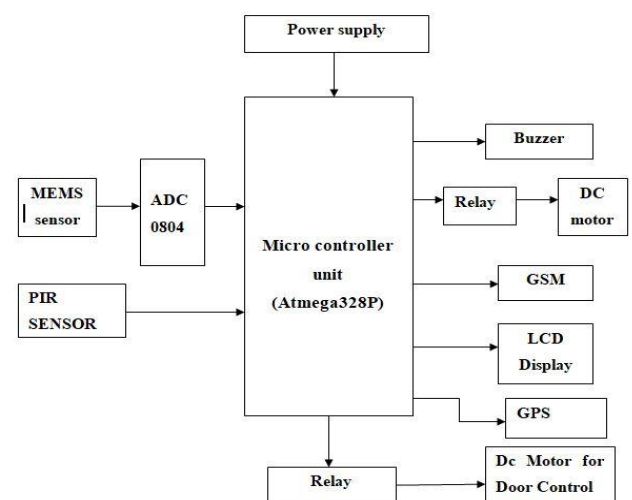 Power supply
Buzzer
MEMS
sensor
ADC
0804
Relay
DC
motor
Micro controller
unit
(Atmega328P)
PIR
SENSOR
GSM
LCD
Display
GPS
Relay
Dc Motor for
Door Control